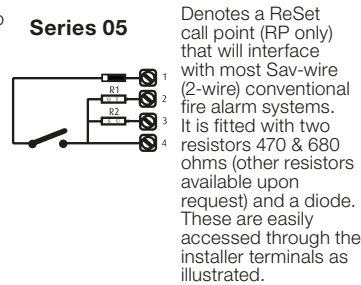 Series 05
1
R1
2
R2
3
4
Denotes a ReSet
call point (RP only)
that will interface
with most Sav-wire
(2-wire) conventional
fire alarm systems.
It is fitted with two
resistors 470 & 680
ohms (other resistors
available upon
request) and a diode.
These are easily
accessed through the
installer terminals as
illustrated.